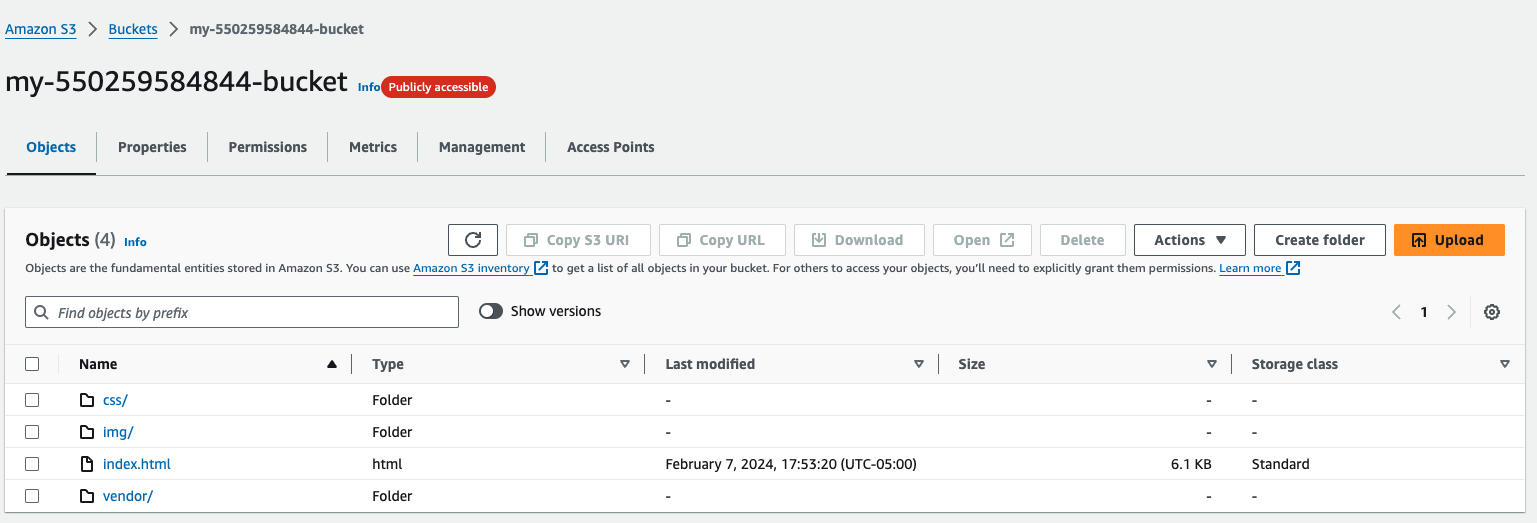 Amazon S3 > Buckets > my-550259584844-bucket
my-550259584844-bucket Info Publicly accessible
Objects Properties Permissions Metrics Management Access Points
Objects (4) Info Copy S3 URI Copy URL Download Open Delete Actions Create folder Upload
Objects are the fundamental entities stored in Amazon S3. You can use Amazon S3 inventory to get a list of all objects in your bucket. For others to access your objects, you'll need to explicitly grant them permissions. Learn more
Find objects by prefix Show versions 1
Name Type Last modified Size Storage class
css/ Folder - - -
img/ Folder - - -
index.html html February 7, 2024, 17:53:20 (UTC-05:00) 6.1 KB Standard
vendor/ Folder - - -